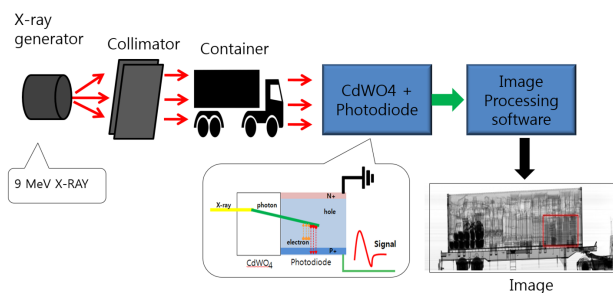 X-ray
generator
Collimator
Container
CdWO4 +
Photodiode
Image
Processing
software
9 MeV X-RAY
N+
X-ray
photon
hole
electron
Signal
P+
CdWO4
Photodiode
Image